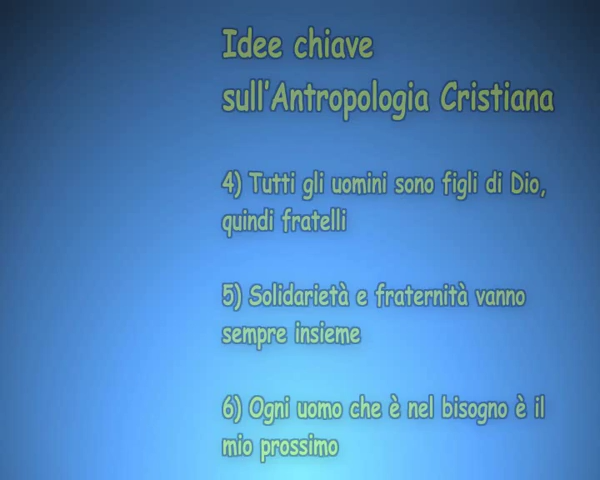 Idee chiave
sull'Antropologia Cristiana
4) Tutti gli uomini sono figli di Dio,
quindi fratelli
5) Solidarietà e fraternità vanno
sempre insieme
6) Ogni uomo che è nel bisogno è il
mio prossimo